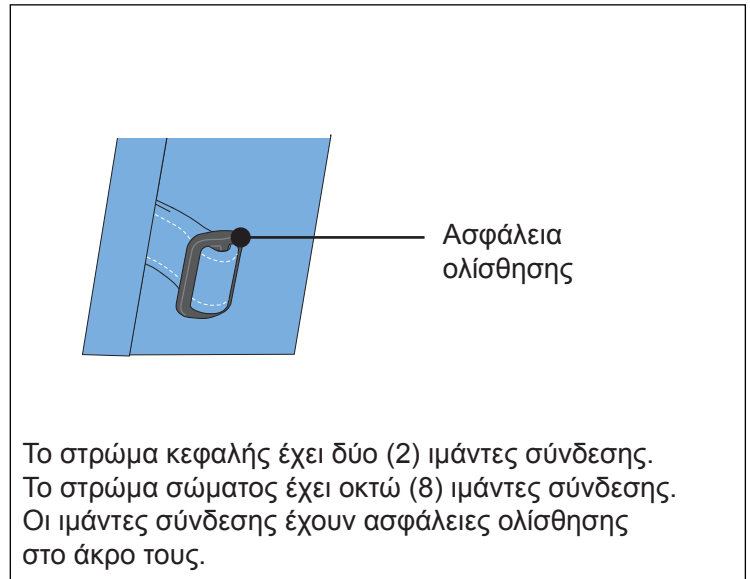 Ασφάλεια
ολίσθησης
Το στρώμα κεφαλής έχει δύο (2) ιμάντες σύνδεσης.
Το στρώμα σώματος έχει οκτώ (8) ιμάντες σύνδεσης.
Οι ιμάντες σύνδεσης έχουν ασφάλειες ολίσθησης
στο άκρο τους.